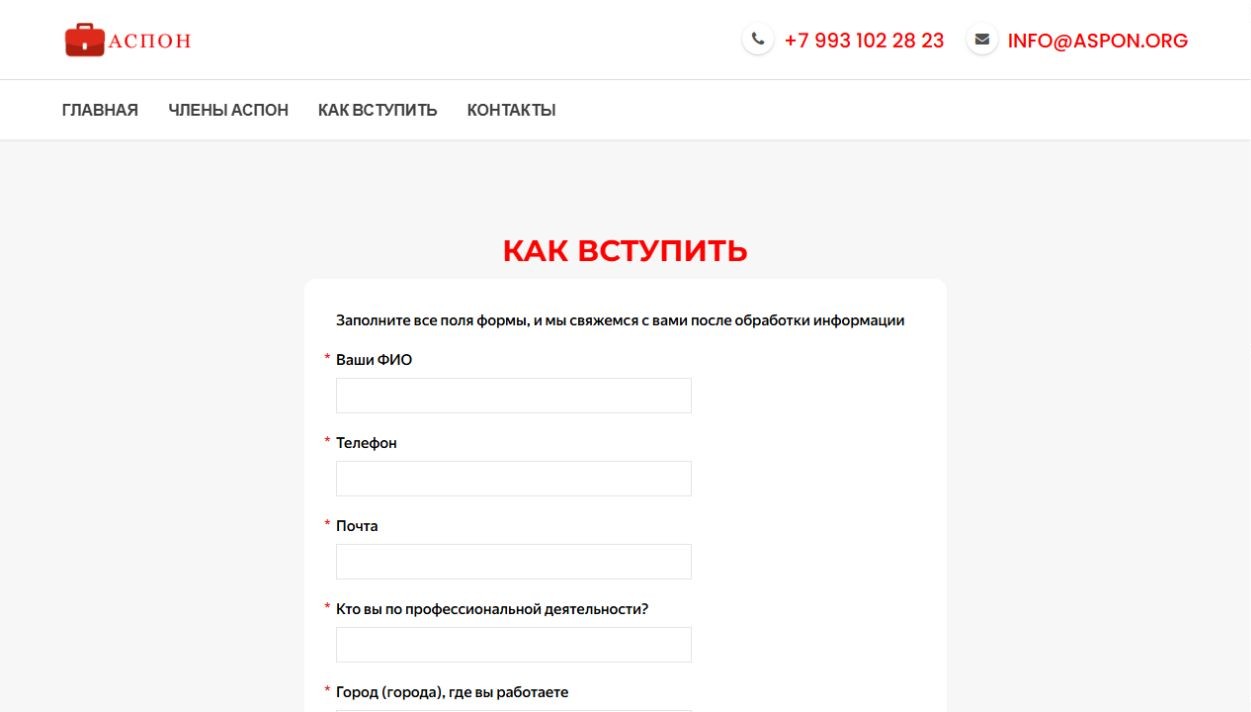 АСПОН
+7 993 102 28 23
INFO@ASPON.ORG
ГЛАВНАЯ ЧЛЕНЫ АСПОН КАК ВСТУПИТЬ КОНТАКТЫ
КАК ВСТУПИТЬ
Заполните все поля формы, и мы свяжемся с вами после обработки информации
* Ваши ФИО
* Телефон
* Почта
* Кто вы по профессиональной деятельности?
* Город (города), где вы работаете